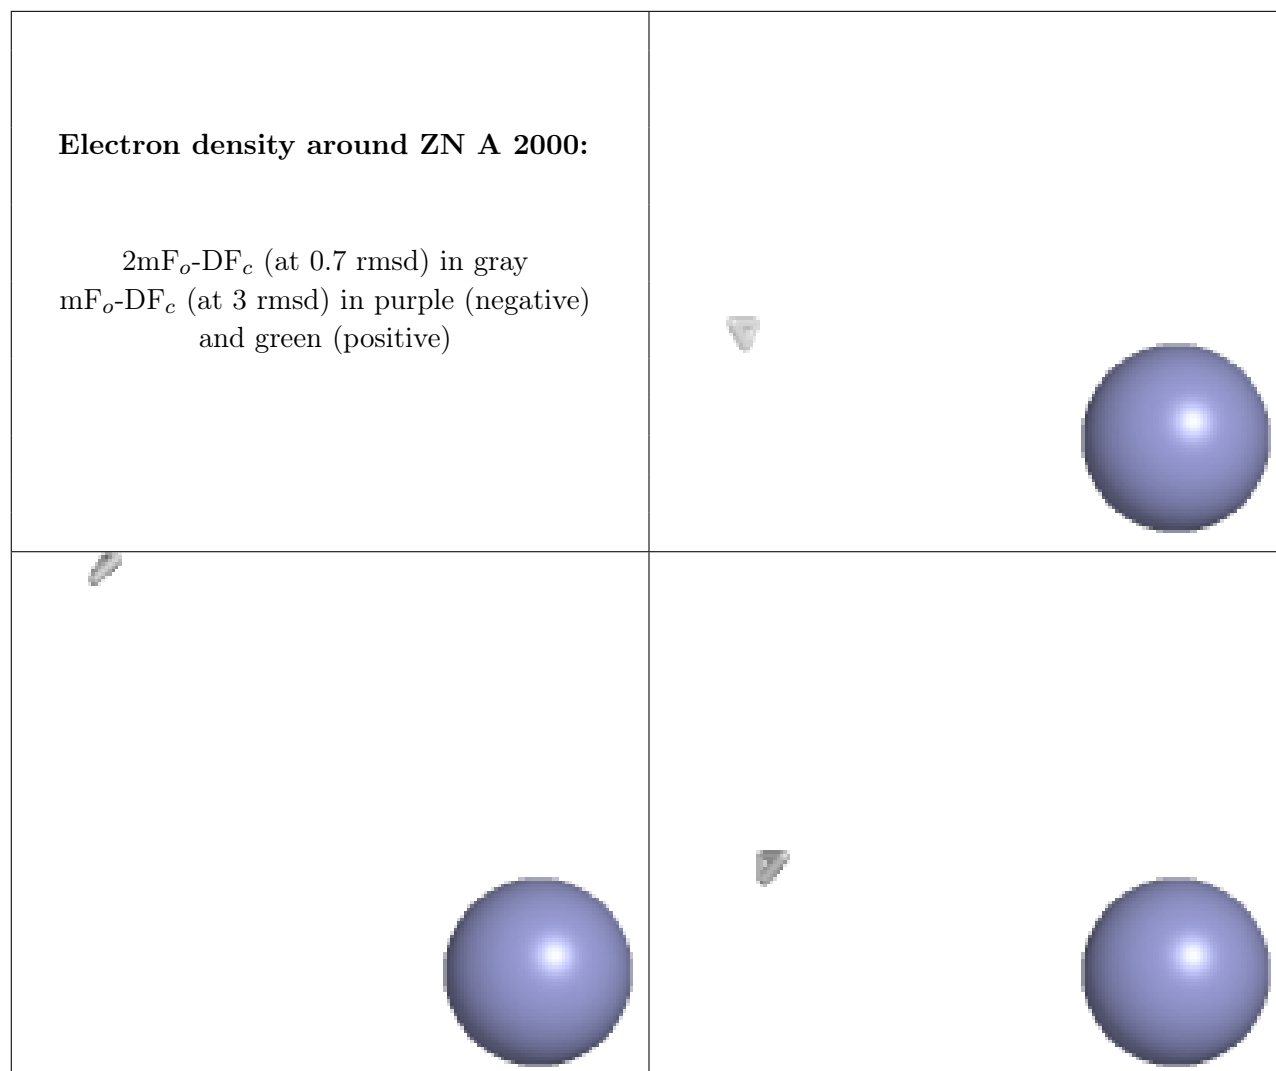 Electron density around ZN A 2000:
2mFo-DFc (at 0.7 rmsd) in gray
mFo-DFc (at 3 rmsd) in purple (negative)
and green (positive)